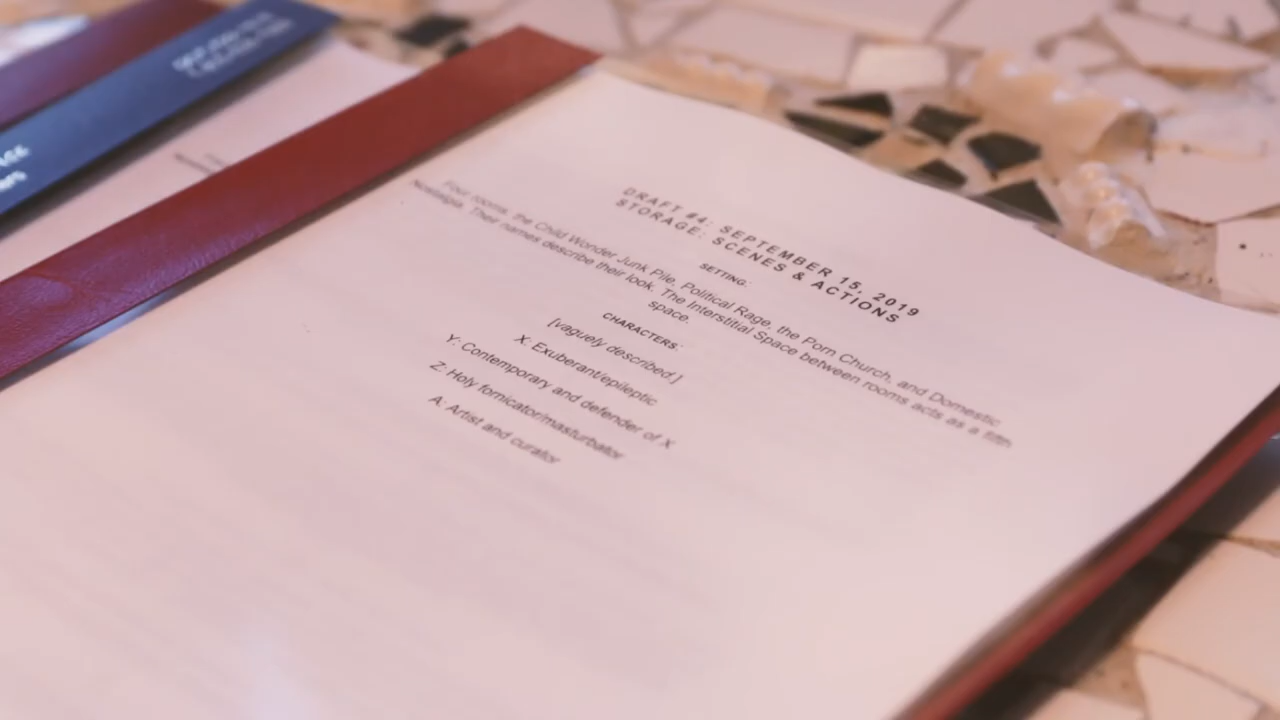 DRAFT #4: SEPTEMBER 15, 2019
STORAGE: SCENES & ACTIONS
SETTING:
Four rooms, the Child Wonder Junk Pile, Political Rage, the Porn Church, and Domestic
Nostalgia. Their names describe their look. The Interstitial Space between rooms acts as a fifth
space.
CHARACTERS:
[vaguely described.]
X: Exuberant/epileptic
Y: Contemporary and defender of X
Z: Holy fornicator/masturbator
A: Artist and curator